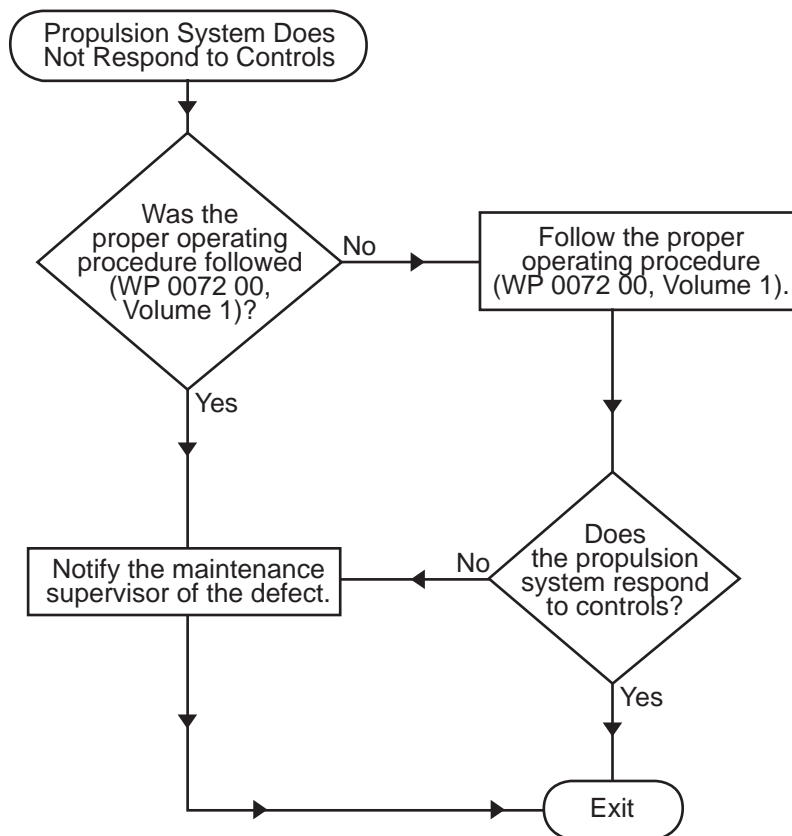 Propulsion System Does
Not Respond to Controls
Was the
proper operating
procedure followed
(WP 0072 00,
Volume 1)?
No
Follow the proper
operating procedure
(WP 0072 00, Volume 1).
Yes
Does
the propulsion
system respond
to controls?
No
Notify the maintenance
supervisor of the defect.
Yes
Exit